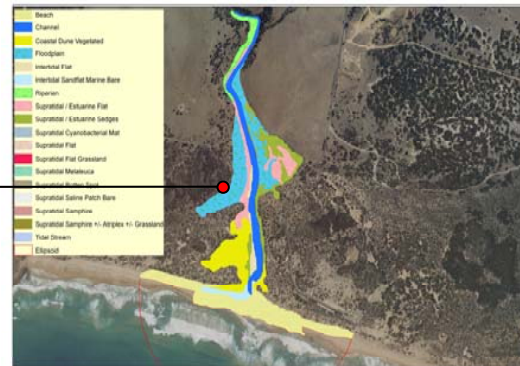 Beach
Channel
Coastal Dune Vegetated
Floodplain
Intertidal Flat
Intertidal Sandflat Marine Bare
Riparian
Supratidal / Estuarine Flat
Supratidal / Estuarine Sedges
Supratidal Cyanobacterial Mat
Supratidal Flat
Supratidal Flat Grassland
Supratidal Melaleuca
Supratidal
Supratidal Saline Patch Bare
Supratidal Samphire
Supratidal Samphire +/- Atriplex +/- Grassland
Tidal Stream
Ellipsoid